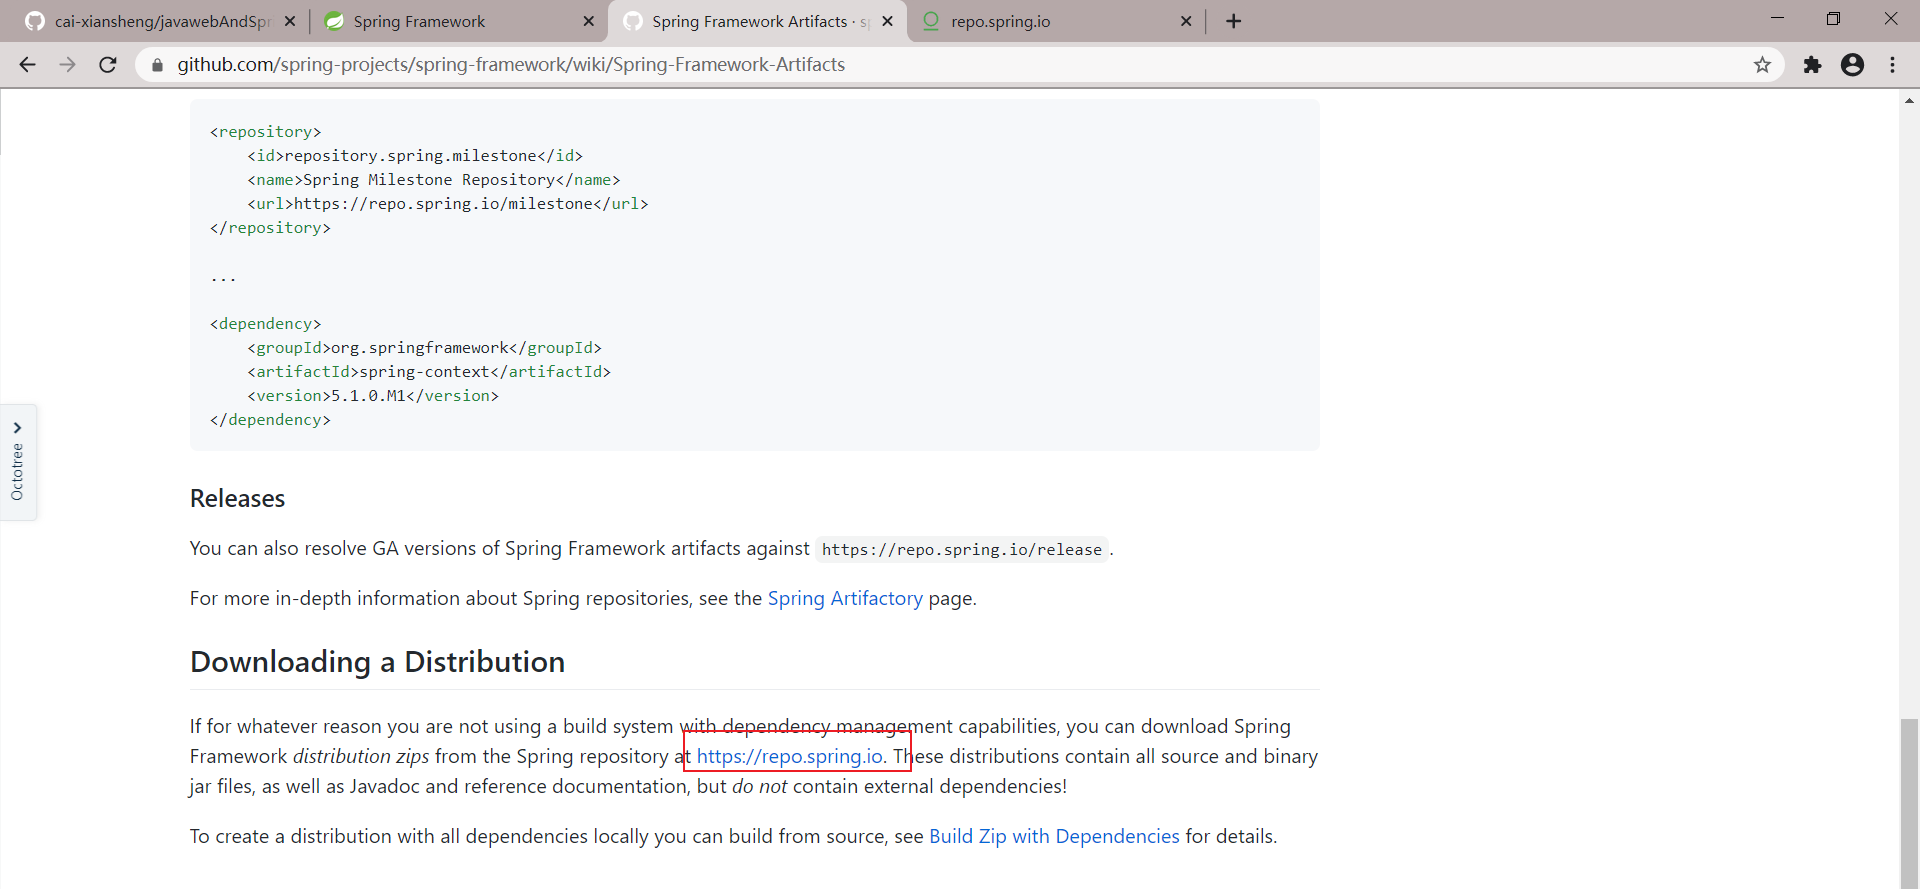 cai-xiansheng/javawebAndSpr
Spring Framework
Spring Framework Artifacts · sp
repo.spring.io
github.com/spring-projects/spring-framework/wiki/Spring-Framework-Artifacts
<repository>
    <id>repository.spring.milestone</id>
    <name>Spring Milestone Repository</name>
    <url>https://repo.spring.io/milestone</url>
</repository>
...
<dependency>
    <groupId>org.springframework</groupId>
    <artifactId>spring-context</artifactId>
    <version>5.1.0.M1</version>
</dependency>
Octotree
Releases
You can also resolve GA versions of Spring Framework artifacts against https://repo.spring.io/release.
For more in-depth information about Spring repositories, see the Spring Artifactory page.
Downloading a Distribution
If for whatever reason you are not using a build system with dependency management capabilities, you can download Spring
Framework distribution zips from the Spring repository at https://repo.spring.io. These distributions contain all source and binary
jar files, as well as Javadoc and reference documentation, but do not contain external dependencies!
To create a distribution with all dependencies locally you can build from source, see Build Zip with Dependencies for details.